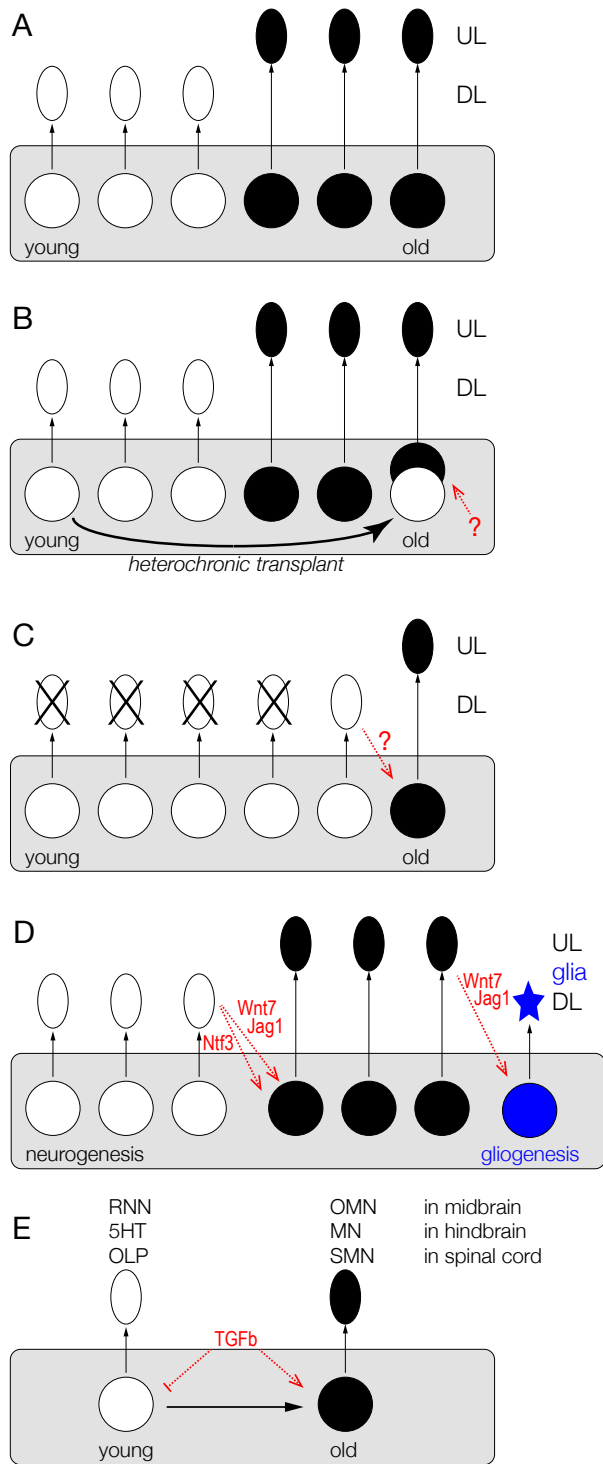 A
UL
DL
young old
B
UL
DL
?
young old
heterochronic transplant
C
UL
DL
?
young old
D
UL
Wnt7 glia
Jag1 DL
Wnt7
Jag1
Ntf3
neurogenesis gliogenesis
RNN OMN in midbrain
E
5HT MN in hindbrain
OLP SMN in spinal cord
TGFb
young old